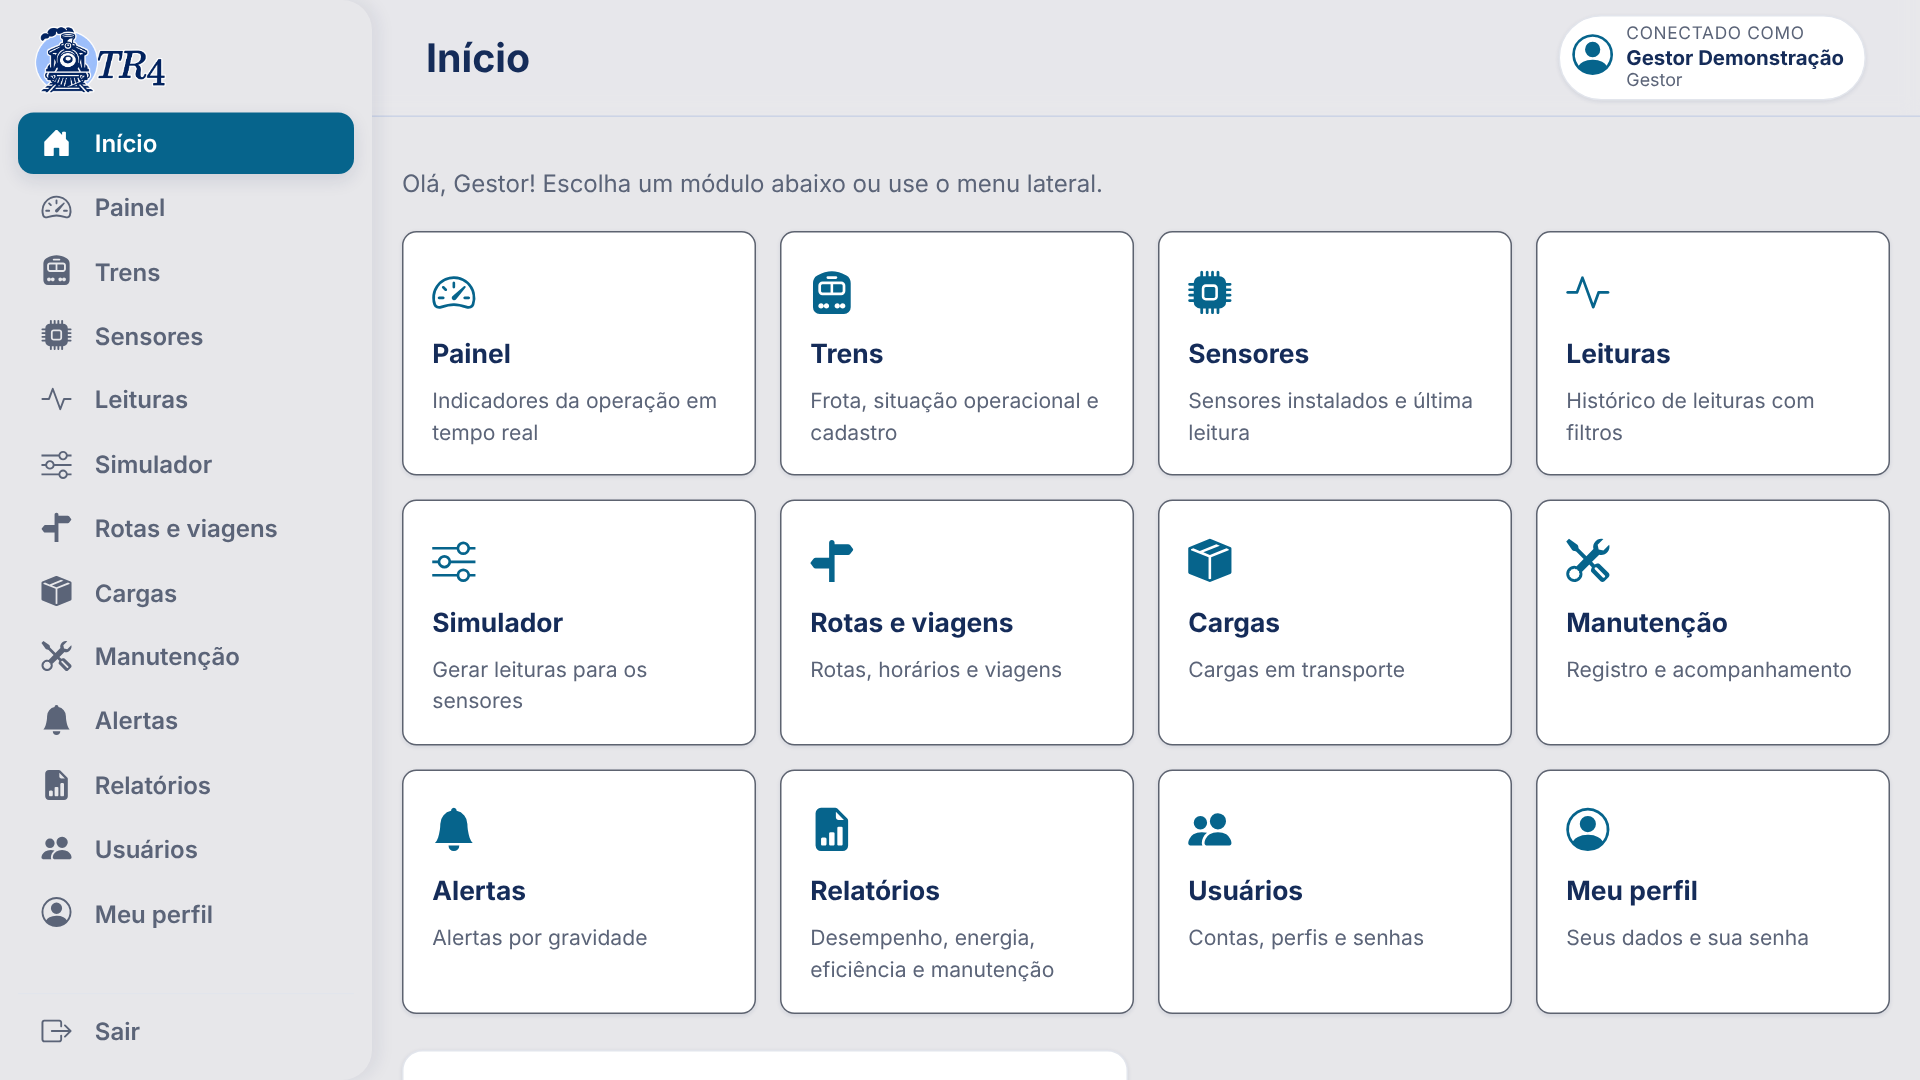 TR4
Início
Painel
Trens
Sensores
Leituras
Simulador
Rotas e viagens
Cargas
Manutenção
Alertas
Relatórios
Usuários
Meu perfil
Sair
Início
CONECTADO COMO
Gestor Demonstração
Gestor
Olá, Gestor! Escolha um módulo abaixo ou use o menu lateral.
Painel
Indicadores da operação em
tempo real
Trens
Frota, situação operacional e
cadastro
Sensores
Sensores instalados e última
leitura
Leituras
Histórico de leituras com
filtros
Simulador
Gerar leituras para os
sensores
Rotas e viagens
Rotas, horários e viagens
Cargas
Cargas em transporte
Manutenção
Registro e acompanhamento
Alertas
Alertas por gravidade
Relatórios
Desempenho, energia,
eficiência e manutenção
Usuários
Contas, perfis e senhas
Meu perfil
Seus dados e sua senha